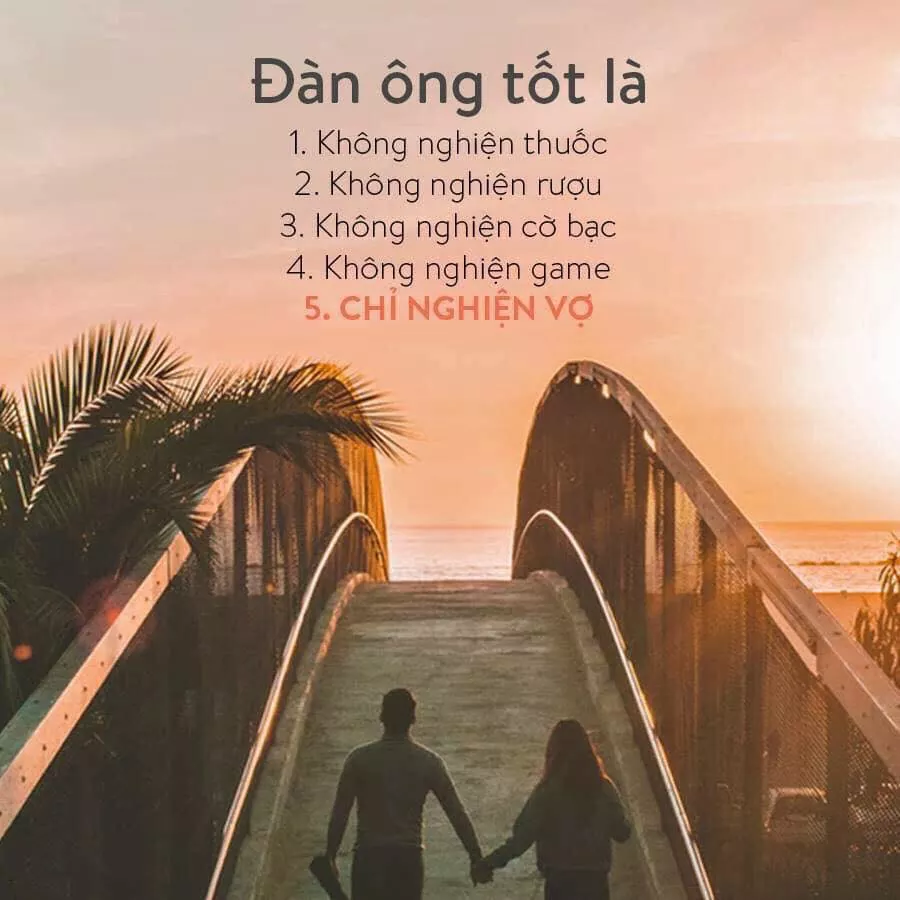 Đàn ông tốt là
1. Không nghiện thuốc
2. Không nghiện rượu
3. Không nghiện cờ bạc
4. Không nghiện game
5. CHỈ NGHIỆN VỢ